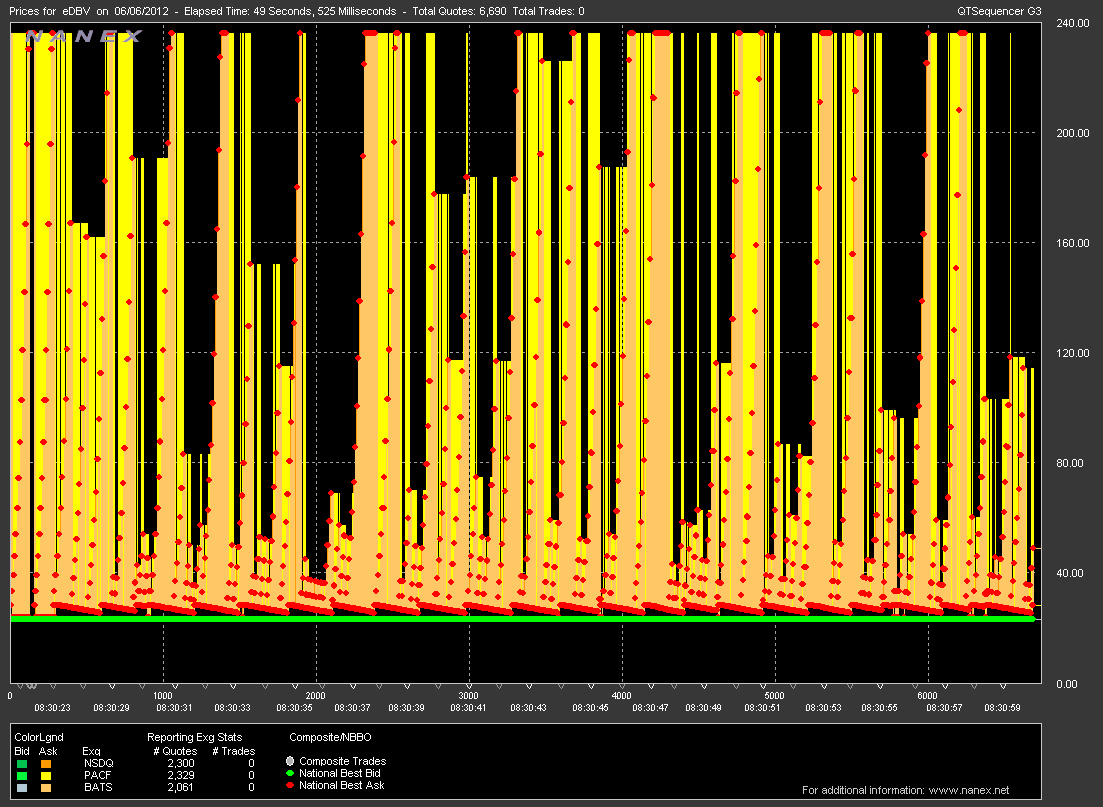 Prices for eDBV on 06/06/2012 - Elapsed Time: 49 Seconds, 525 Milliseconds - Total Quotes: 6,690 Total Trades: 0 QTSequencer G3
NANEX
240.00
200.00
160.00
120.00
80.00
40.00
0.00
0 1000 2000 3000 4000 5000 6000
08:30:23 08:30:29 08:30:31 08:30:33 08:30:35 08:30:37 08:30:39 08:30:41 08:30:43 08:30:45 08:30:47 08:30:49 08:30:51 08:30:53 08:30:55 08:30:57 08:30:59
ColorLgnd Reporting Exg Stats Composite/NBBO
Bid Ask Exq # Quotes # Trades
NSDQ 2,300 0
PACF 2,329 0
BATS 2,061 0
Composite Trades
National Best Bid
National Best Ask
For additional information: www.nanex.net